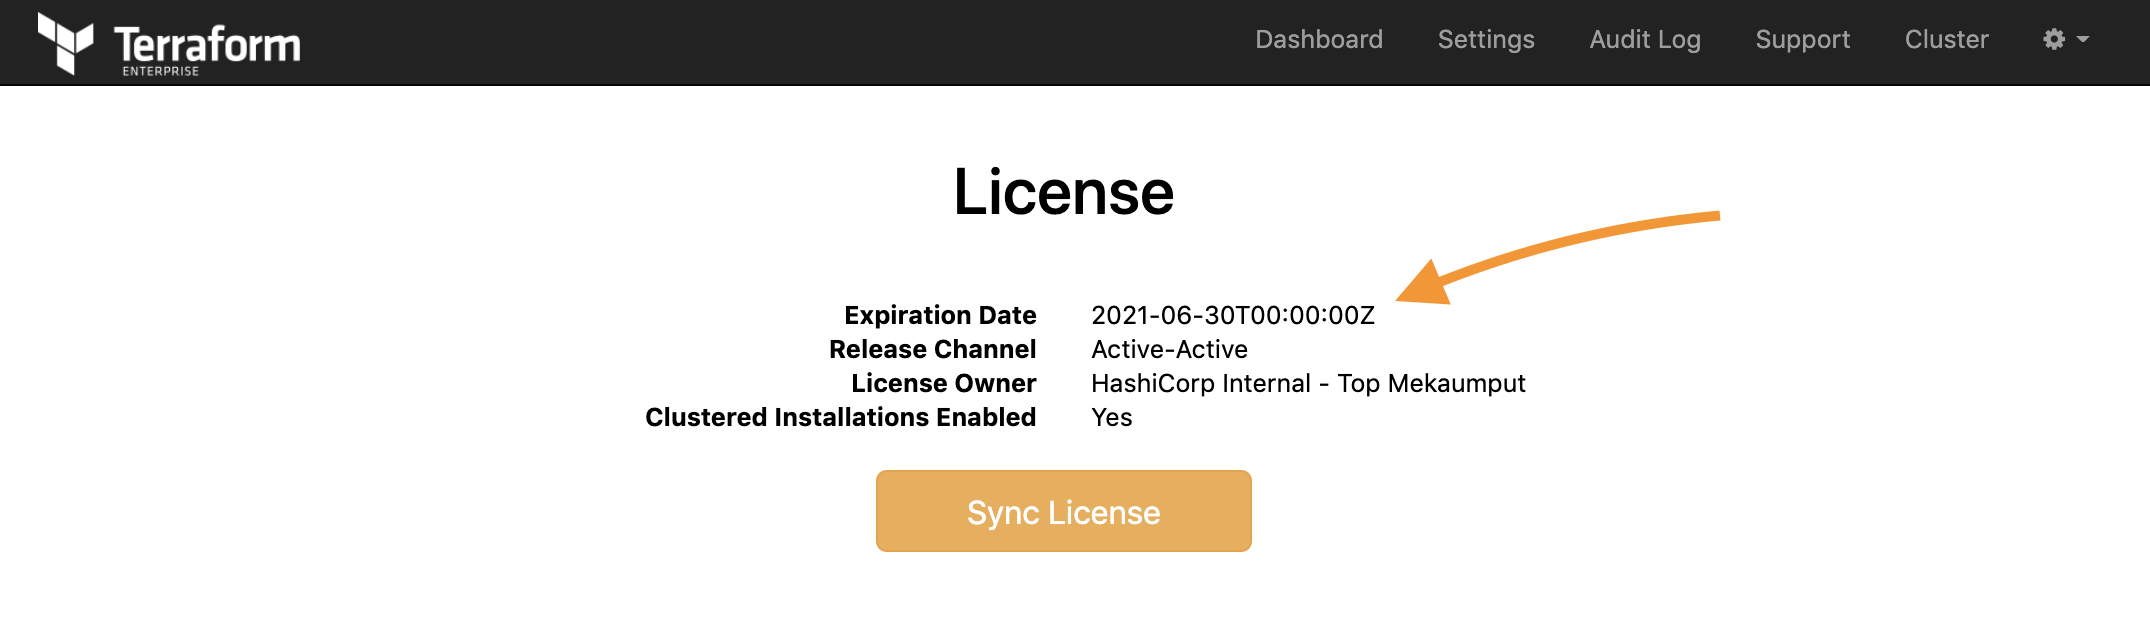 Terraform
ENTERPRISE
Dashboard Settings Audit Log Support Cluster
License
Expiration Date 2021-06-30T00:00:00Z
Release Channel Active-Active
License Owner HashiCorp Internal - Top Mekaumput
Clustered Installations Enabled Yes
Sync License